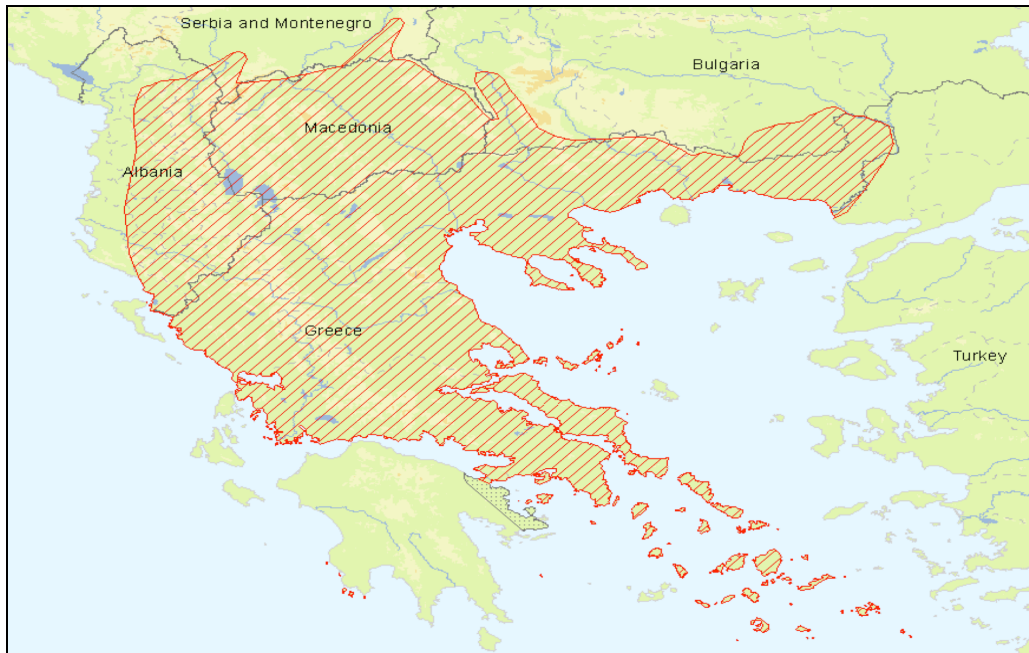 Serbia and Montenegro
Bulgaria
Macedonia
Albania
Greece
Turkey